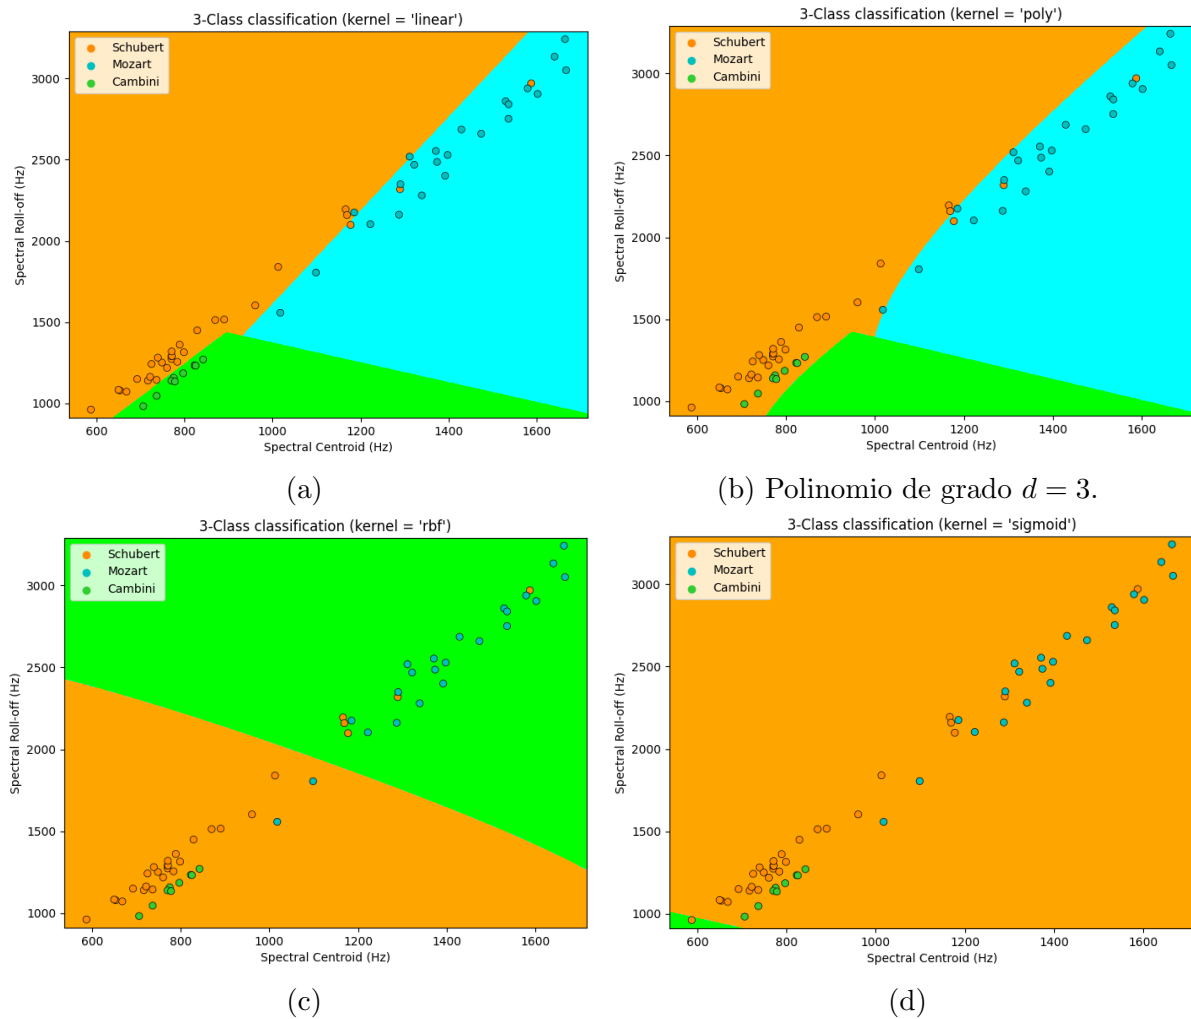 3-Class classification (kernel = 'linear')
Schubert
Mozart
Cambini
Spectral Roll-off (Hz)
3000
2500
2000
1500
1000
600 800 1000 1200 1400 1600
Spectral Centroid (Hz)
(a)
3-Class classification (kernel = 'poly')
Schubert
Mozart
Cambini
Spectral Roll-off (Hz)
3000
2500
2000
1500
1000
600 800 1000 1200 1400 1600
Spectral Centroid (Hz)
(b) Polinomio de grado d = 3.
3-Class classification (kernel = 'rbf')
Schubert
Mozart
Cambini
Spectral Roll-off (Hz)
3000
2500
2000
1500
1000
600 800 1000 1200 1400 1600
Spectral Centroid (Hz)
(c)
3-Class classification (kernel = 'sigmoid')
Schubert
Mozart
Cambini
Spectral Roll-off (Hz)
3000
2500
2000
1500
1000
600 800 1000 1200 1400 1600
Spectral Centroid (Hz)
(d)